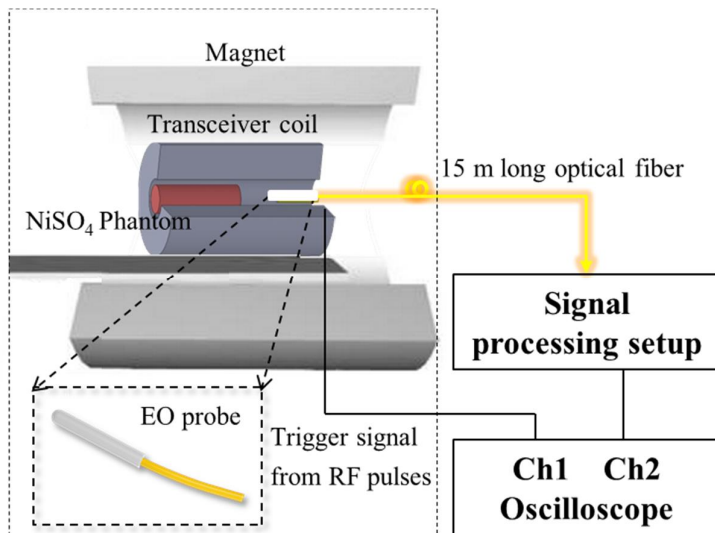 Magnet
Transceiver coil
15 m long optical fiber
NiSO₄ Phantom
Signal
processing setup
EO probe
Trigger signal
from RF pulses
Ch1 Ch2
Oscilloscope